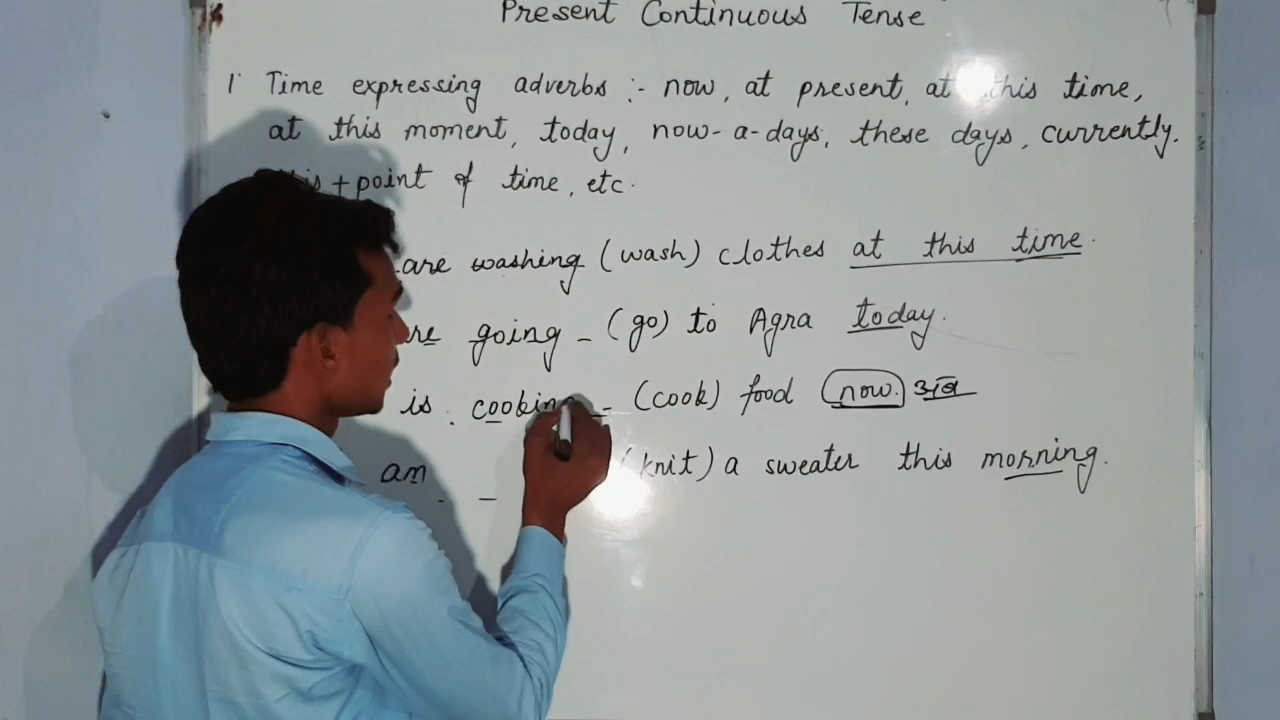 Present Continuous Tense
1. Time expressing adverbs :- now, at present, at this time,
at this moment, today, now-a-days, these days, currently.
+ point of time, etc.
are washing (wash) clothes at this time.
going _ (go) to Agra today.
is . cooking _ (cook) food now. अब
am . _ (knit) a sweater this morning.